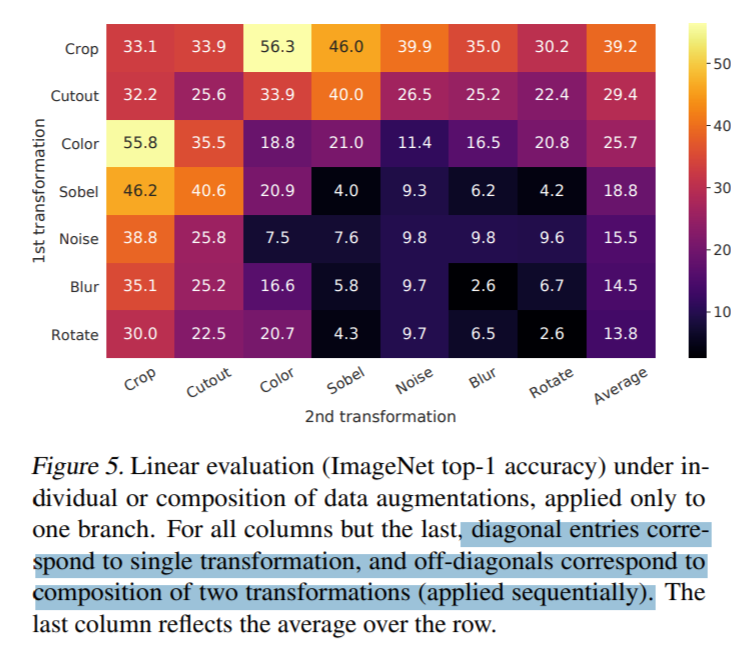 Crop 33.1 33.9 56.3 46.0 39.9 35.0 30.2 39.2
Cutout 32.2 25.6 33.9 40.0 26.5 25.2 22.4 29.4
Color 55.8 35.5 18.8 21.0 11.4 16.5 20.8 25.7
Sobel 46.2 40.6 20.9 4.0 9.3 6.2 4.2 18.8
Noise 38.8 25.8 7.5 7.6 9.8 9.8 9.6 15.5
Blur 35.1 25.2 16.6 5.8 9.7 2.6 6.7 14.5
Rotate 30.0 22.5 20.7 4.3 9.7 6.5 2.6 13.8
1st transformation
Crop Cutout Color Sobel Noise Blur Rotate Average
2nd transformation
50
40
30
20
10
Figure 5. Linear evaluation (ImageNet top-1 accuracy) under in-
dividual or composition of data augmentations, applied only to
one branch. For all columns but the last, diagonal entries corre-
spond to single transformation, and off-diagonals correspond to
composition of two transformations (applied sequentially). The
last column reflects the average over the row.